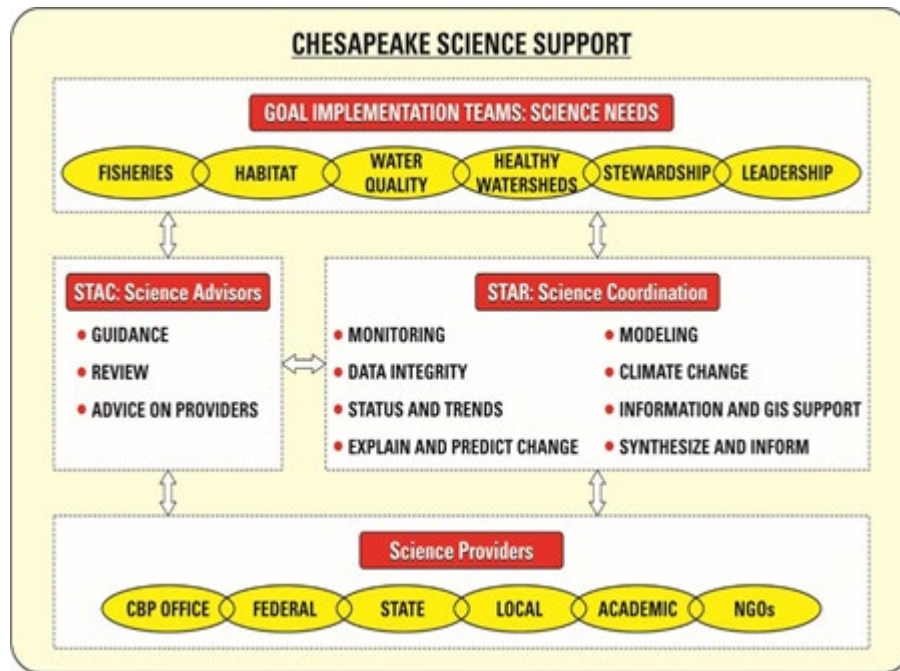 CHESAPEAKE SCIENCE SUPPORT
GOAL IMPLEMENTATION TEAMS: SCIENCE NEEDS
FISHERIES
HABITAT
WATER
QUALITY
HEALTHY
WATERSHEDS
STEWARDSHIP
LEADERSHIP
STAC: Science Advisors
GUIDANCE
REVIEW
ADVICE ON PROVIDERS
STAR: Science Coordination
MONITORING
DATA INTEGRITY
STATUS AND TRENDS
EXPLAIN AND PREDICT CHANGE
MODELING
CLIMATE CHANGE
INFORMATION AND GIS SUPPORT
SYNTHESIZE AND INFORM
Science Providers
CBP OFFICE
FEDERAL
STATE
LOCAL
ACADEMIC
NGOs